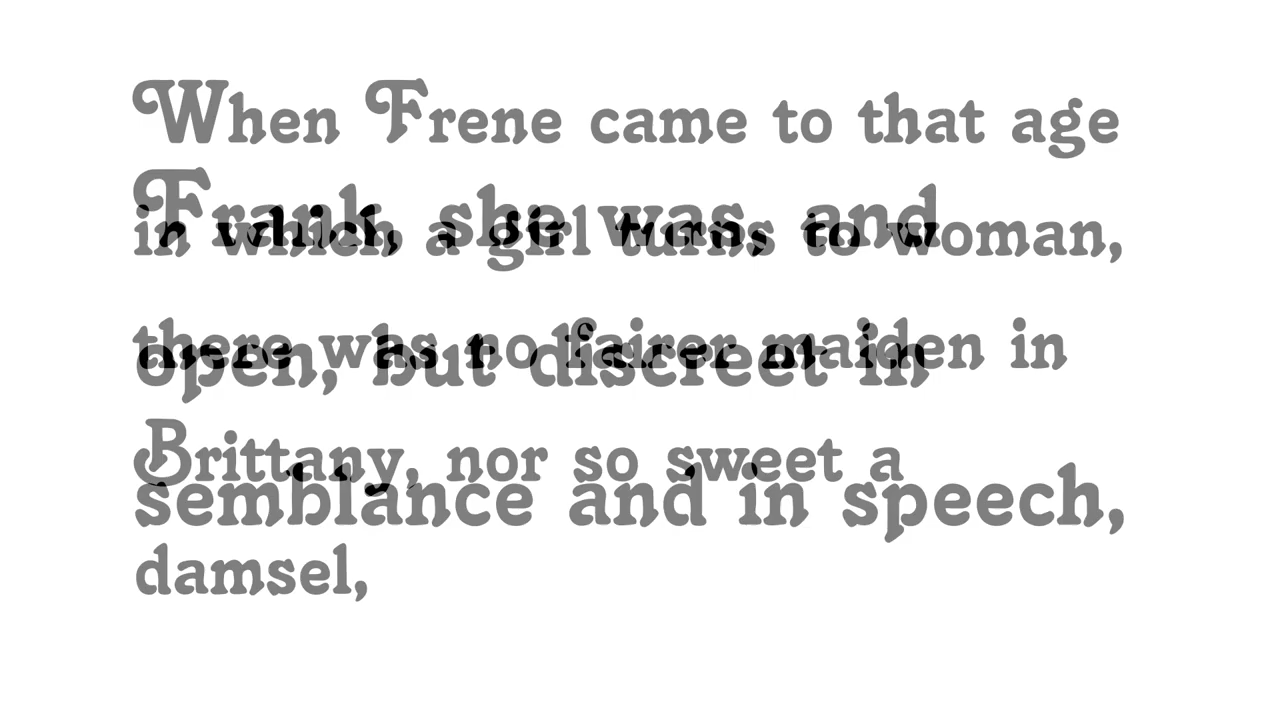 When Frene came to that age
in which a girl turns to woman,
there was no fairer maiden in
Brittany, nor so sweet a
damsel,
Frank, she was, and
open, but discreet in
semblance and in speech,